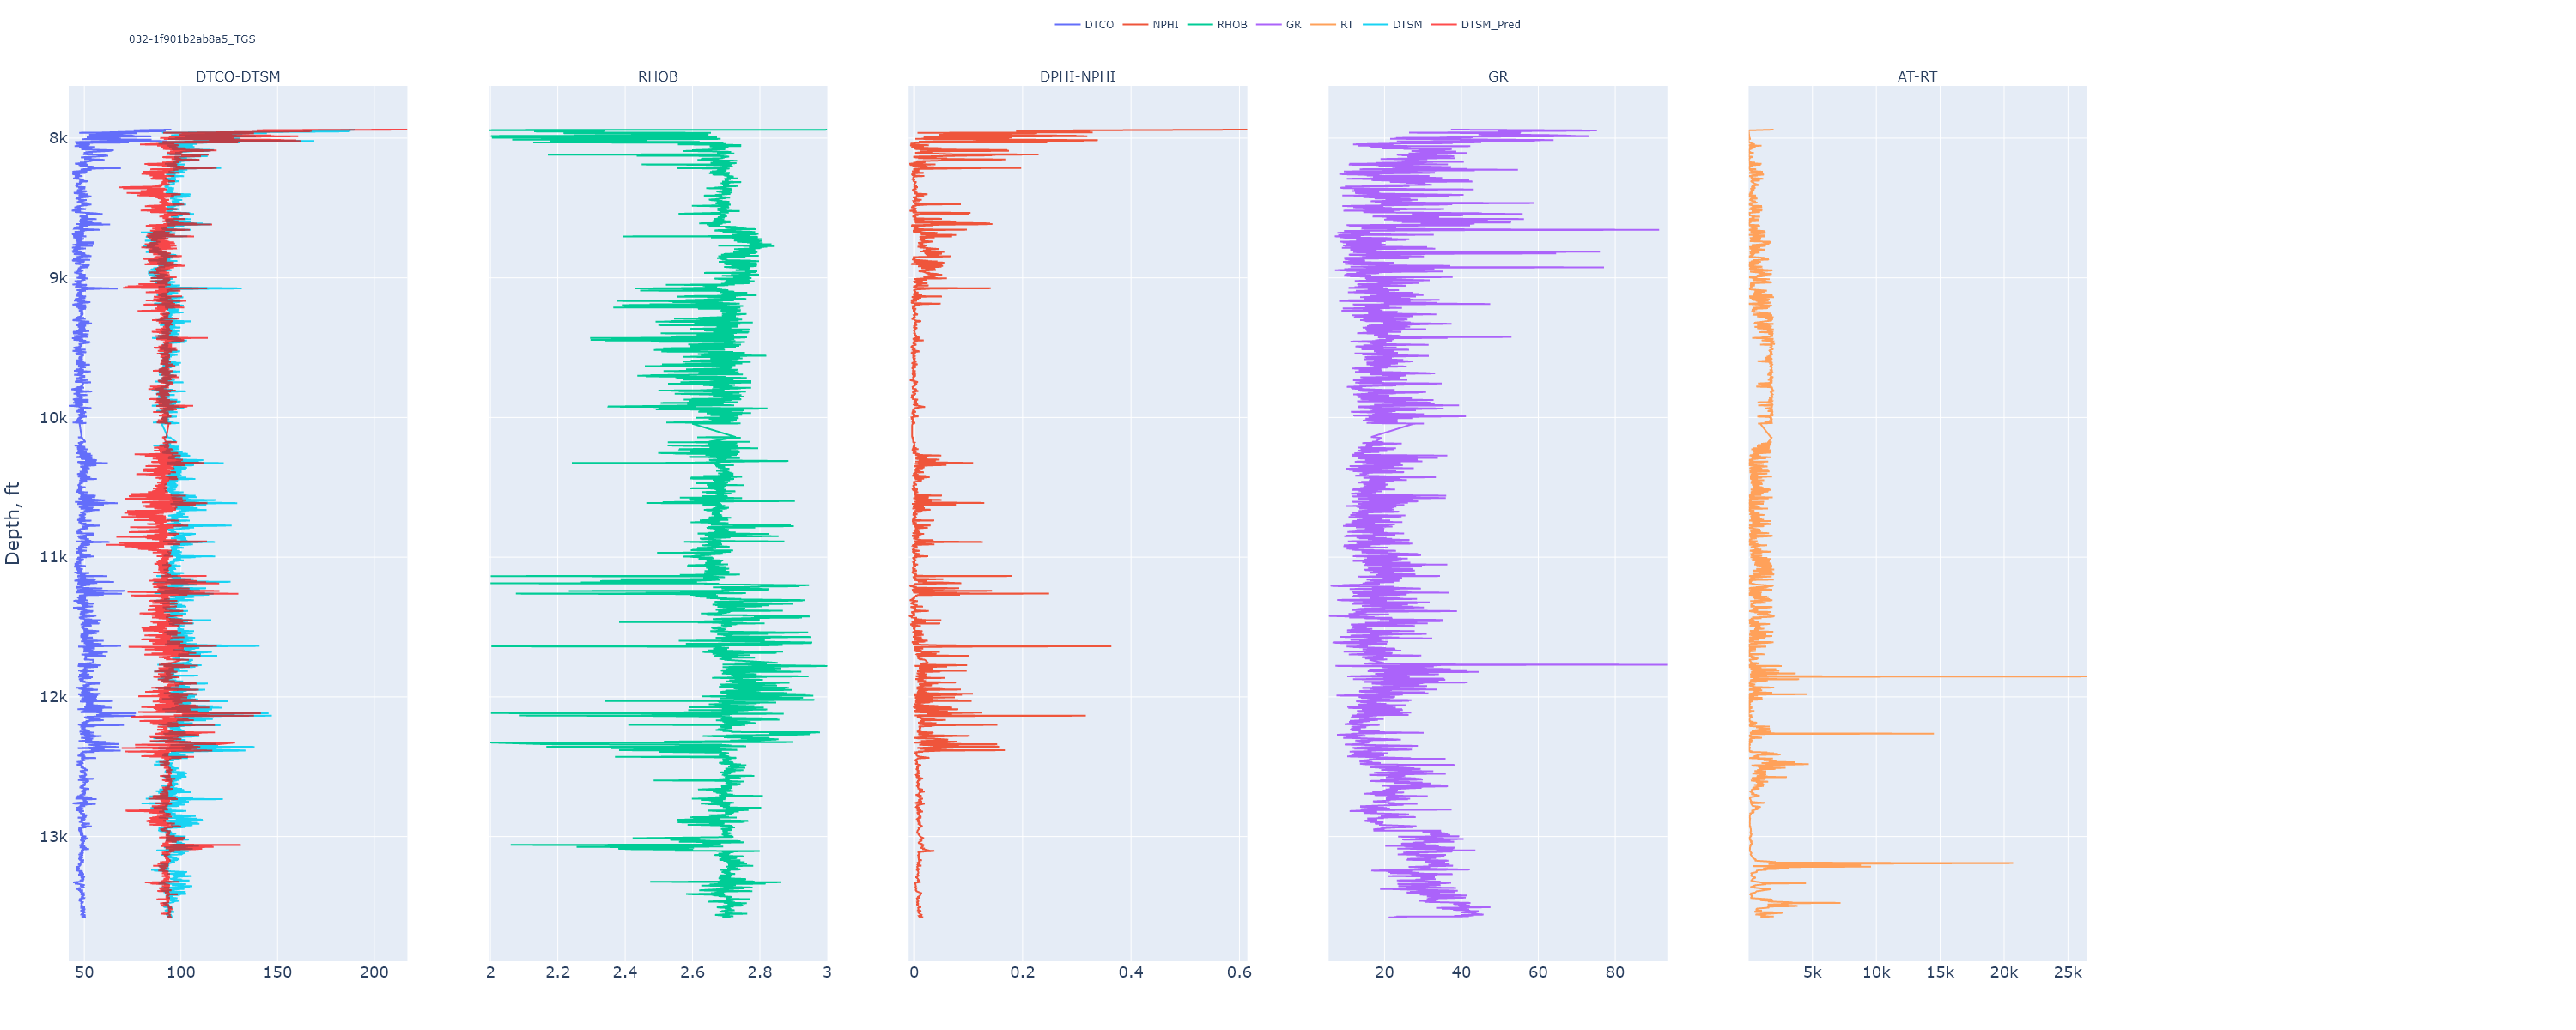 DTCO NPHI RHOB GR RT DTSM DTSM_Pred
032-1f901b2ab8a5_TGS
DTCO-DTSM RHOB DPHI-NPHI GR AT-RT
8k
9k
10k
11k
12k
13k
Depth, ft
50 100 150 200 2 2.2 2.4 2.6 2.8 3 0 0.2 0.4 0.6 20 40 60 80 5k 10k 15k 20k 25k